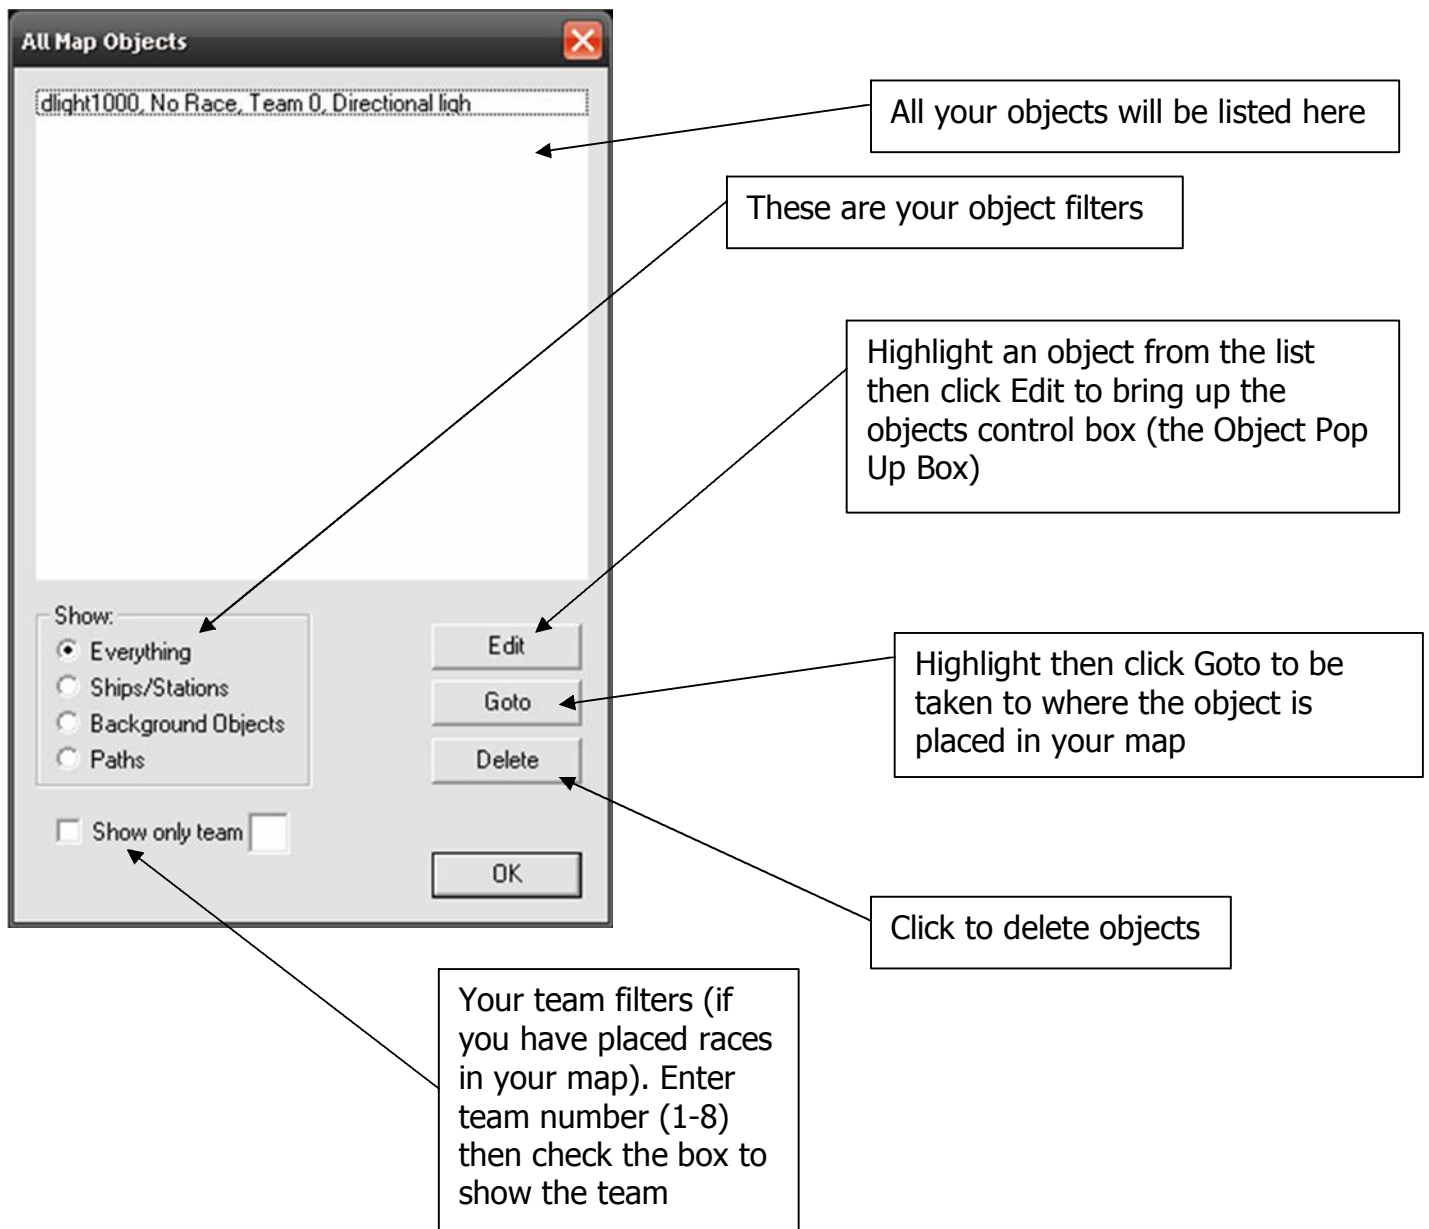 All Map Objects
dlight1000, No Race, Team 0, Directional ligh
All your objects will be listed here
These are your object filters
Highlight an object from the list
then click Edit to bring up the
objects control box (the Object Pop
Up Box)
Show:
Everything
Ships/Stations
Background Objects
Paths
Edit
Goto
Delete
Highlight then click Goto to be
taken to where the object is
placed in your map
Show only team
OK
Click to delete objects
Your team filters (if
you have placed races
in your map). Enter
team number (1-8)
then check the box to
show the team